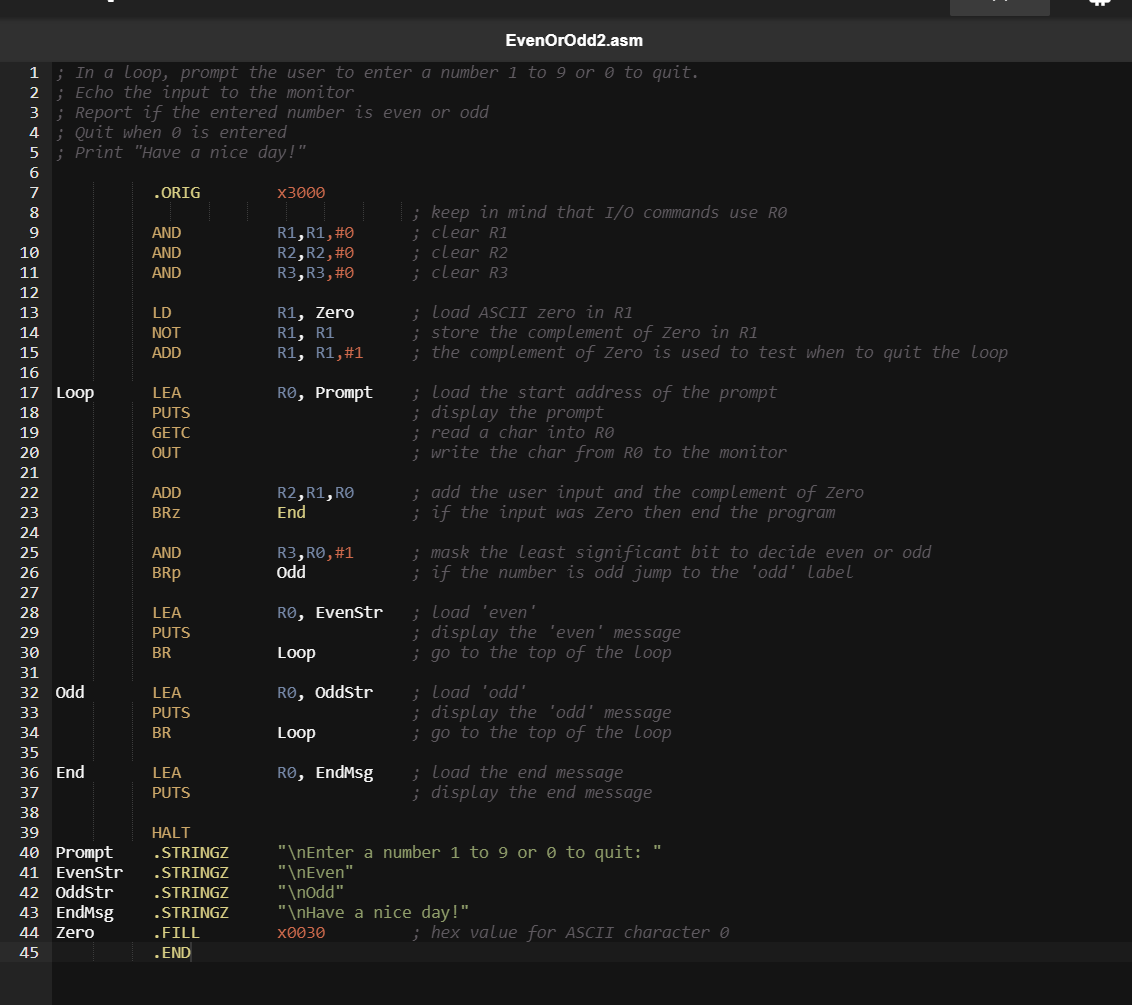 EvenOrOdd2.asm
1 ; In a loop, prompt the user to enter a number 1 to 9 or 0 to quit.
2 ; Echo the input to the monitor
3 ; Report if the entered number is even or odd
4 ; Quit when 0 is entered
5 ; Print "Have a nice day!"
6
7 .ORIG x3000
8 ; keep in mind that I/O commands use R0
9 AND R1,R1,#0 ; clear R1
10 AND R2,R2,#0 ; clear R2
11 AND R3,R3,#0 ; clear R3
12
13 LD R1, Zero ; load ASCII zero in R1
14 NOT R1, R1 ; store the complement of Zero in R1
15 ADD R1, R1,#1 ; the complement of Zero is used to test when to quit the loop
16
17 Loop LEA R0, Prompt ; load the start address of the prompt
18 PUTS ; display the prompt
19 GETC ; read a char into R0
20 OUT ; write the char from R0 to the monitor
21
22 ADD R2,R1,R0 ; add the user input and the complement of Zero
23 BRz End ; if the input was Zero then end the program
24
25 AND R3,R0,#1 ; mask the least significant bit to decide even or odd
26 BRp Odd ; if the number is odd jump to the 'odd' label
27
28 LEA R0, EvenStr ; load 'even'
29 PUTS ; display the 'even' message
30 BR Loop ; go to the top of the loop
31
32 Odd LEA R0, OddStr ; load 'odd'
33 PUTS ; display the 'odd' message
34 BR Loop ; go to the top of the loop
35
36 End LEA R0, EndMsg ; load the end message
37 PUTS ; display the end message
38
39 HALT
40 Prompt .STRINGZ "\nEnter a number 1 to 9 or 0 to quit: "
41 EvenStr .STRINGZ "\nEven"
42 OddStr .STRINGZ "\nOdd"
43 EndMsg .STRINGZ "\nHave a nice day!"
44 Zero .FILL x0030 ; hex value for ASCII character 0
45 .END